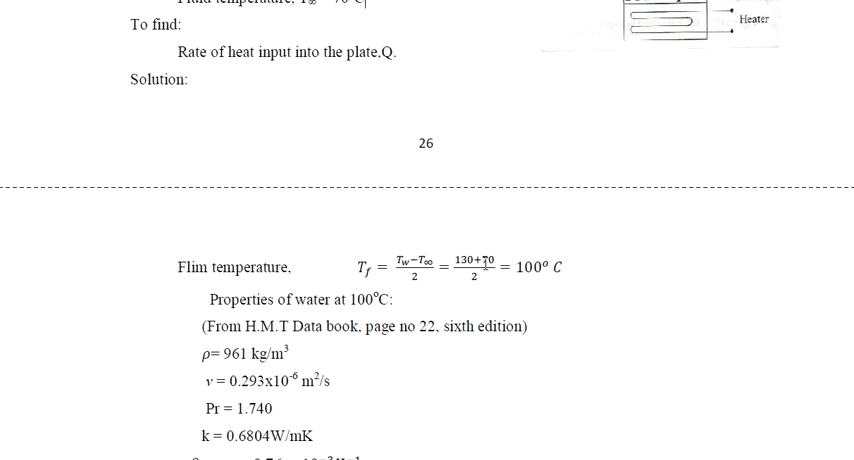 To find:
Heater
Rate of heat input into the plate,Q.
Solution:
26
Flim temperature, T_f = (T_w−T_∞)/2 = (130+70)/2 = 100° C
Properties of water at 100°C:
(From H.M.T Data book, page no 22, sixth edition)
ρ= 961 kg/m³
ν = 0.293x10⁻⁶ m²/s
Pr = 1.740
k = 0.6804W/mK